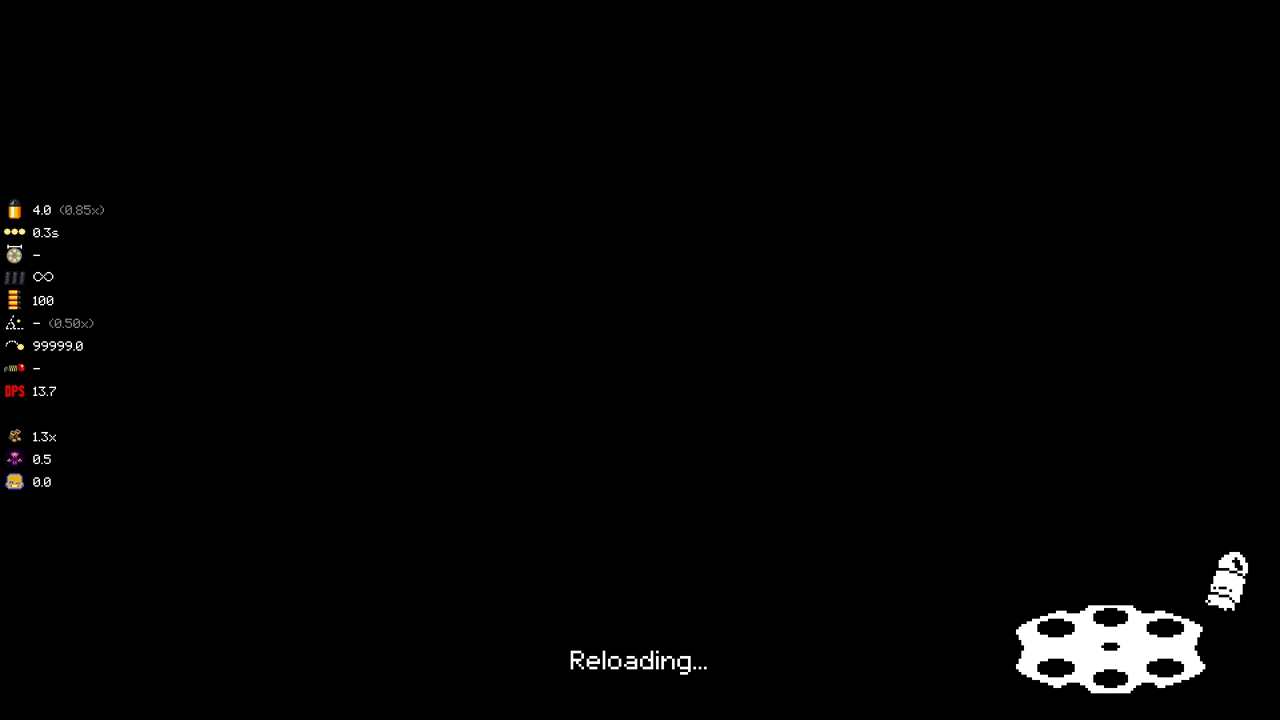 4.0 (0.85x)
0.3s
-
∞
100
- (0.50x)
99999.0
-
DPS 13.7
1.3x
0.5
0.0
Reloading...